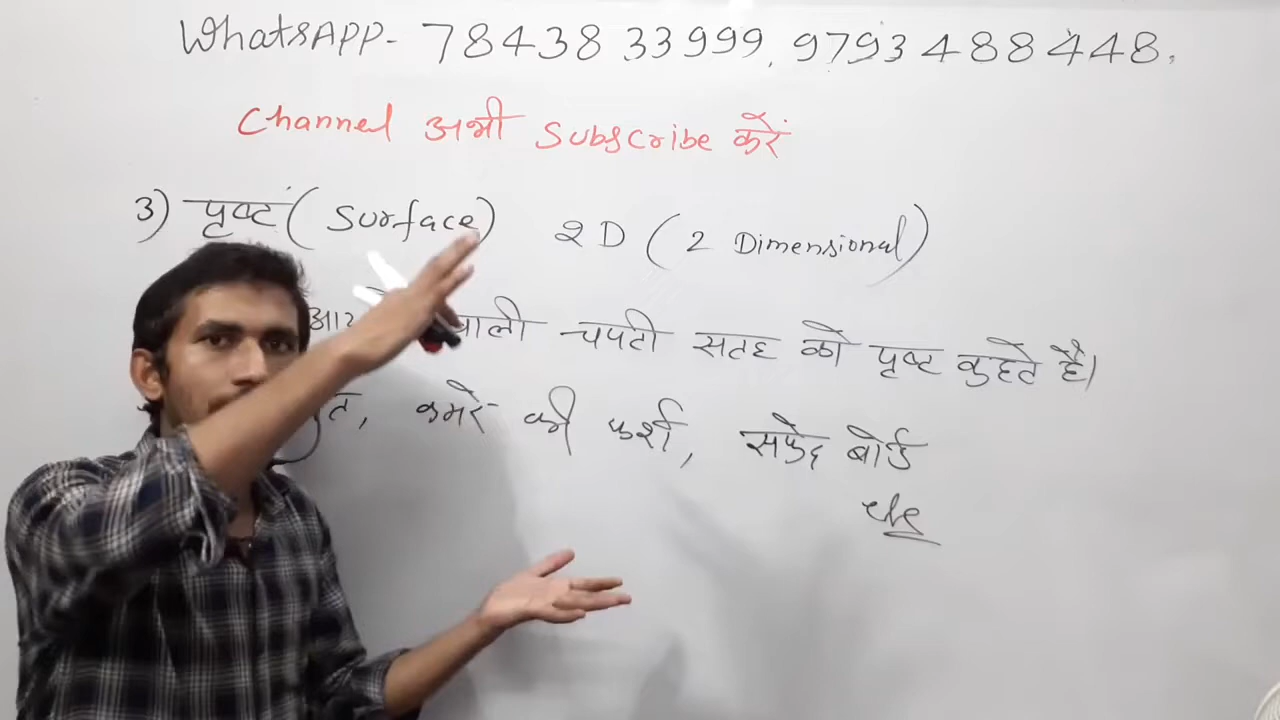 WhatsAPP- 78438 33999, 9793488448.
Channel अभी Subscribe करें
3) पृष्ट ( Surface ) 2D ( 2 Dimensional )
वाली चपटी सतह को पृष्ट कहते है।
कमरे की फर्श, सफेद बोर्ड
etc